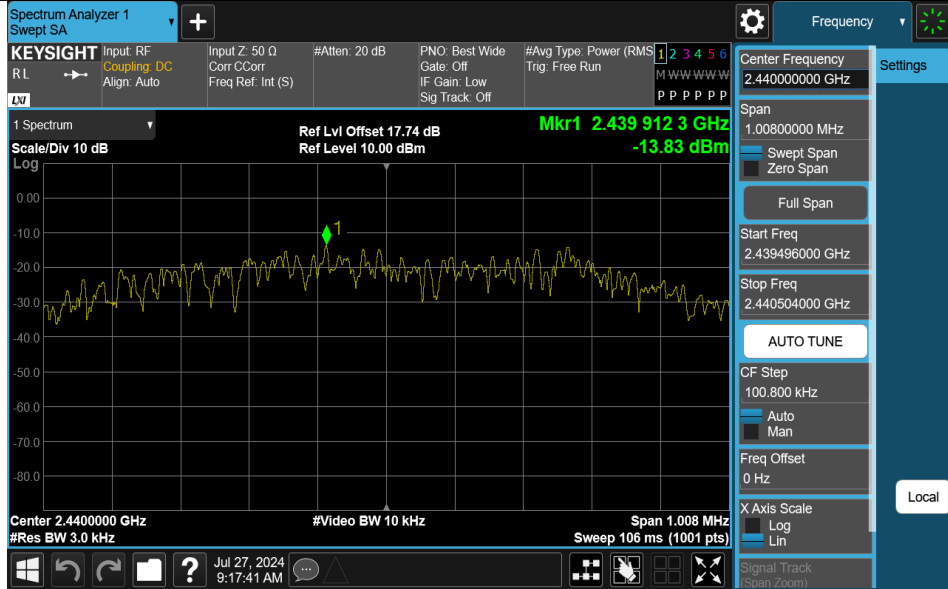 Spectrum Analyzer 1
Swept SA
Frequency
KEYSIGHT
R L
LXI
Input: RF
Coupling: DC
Align: Auto
Input Z: 50 Ω
Corr CCorr
Freq Ref: Int (S)
#Atten: 20 dB
PNO: Best Wide
Gate: Off
IF Gain: Low
Sig Track: Off
#Avg Type: Power (RMS
Trig: Free Run
1 2 3 4 5 6
M W W W W W
P P P P P P
Center Frequency
2.440000000 GHz
Settings
Span
1.00800000 MHz
Swept Span
Zero Span
Full Span
Start Freq
2.439496000 GHz
Stop Freq
2.440504000 GHz
AUTO TUNE
CF Step
100.800 kHz
Auto
Man
Freq Offset
0 Hz
X Axis Scale
Log
Lin
Signal Track
(Span Zoom)
Local
1 Spectrum
Scale/Div 10 dB
Log
Ref Lvl Offset 17.74 dB
Ref Level 10.00 dBm
Mkr1 2.439 912 3 GHz
-13.83 dBm
1
0.00
-10.0
-20.0
-30.0
-40.0
-50.0
-60.0
-70.0
-80.0
Center 2.4400000 GHz
#Res BW 3.0 kHz
#Video BW 10 kHz
Span 1.008 MHz
Sweep 106 ms (1001 pts)
?
Jul 27, 2024
9:17:41 AM